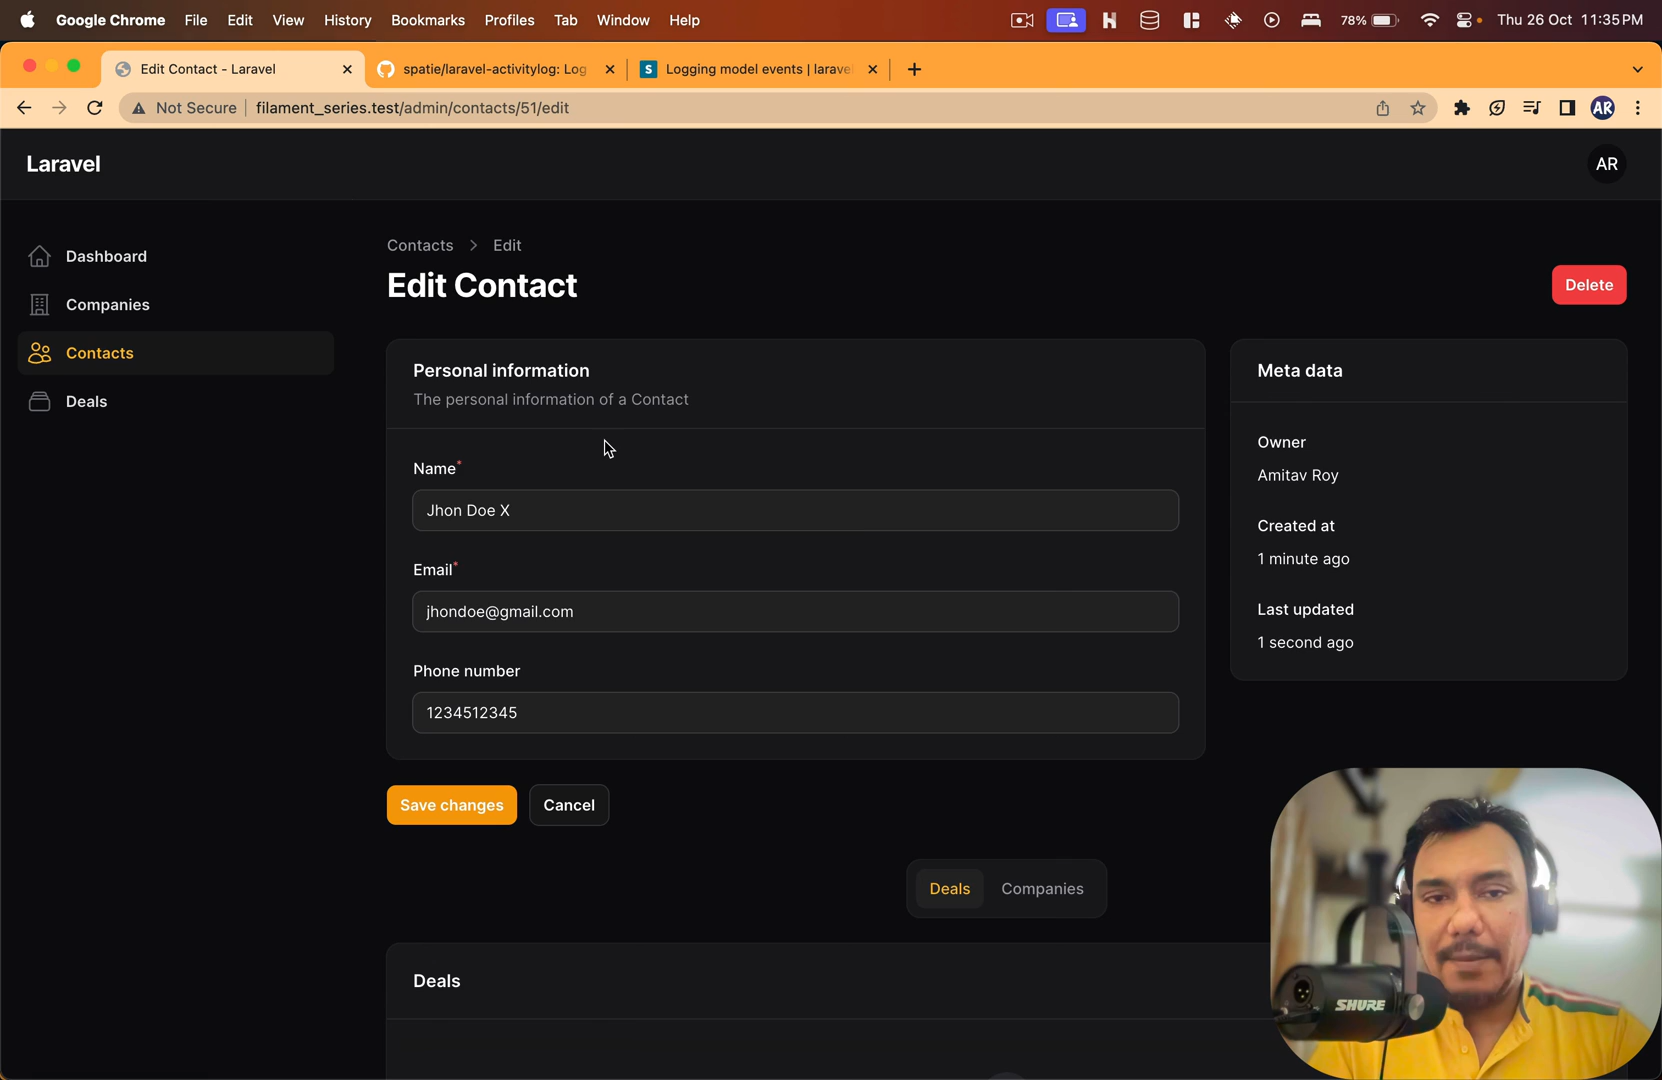 Google Chrome File Edit View History Bookmarks Profiles Tab Window Help 78% Thu 26 Oct 11:35 PM
Edit Contact - Laravel spatie/laravel-activitylog: Log Logging model events | larave
Not Secure filament_series.test/admin/contacts/51/edit AR
Laravel AR
Dashboard
Companies
Contacts
Deals
Contacts > Edit
Edit Contact
Delete
Personal information
The personal information of a Contact
Name*
Jhon Doe X
Email*
jhondoe@gmail.com
Phone number
1234512345
Save changes Cancel
Meta data
Owner
Amitav Roy
Created at
1 minute ago
Last updated
1 second ago
Deals Companies
Deals
SHURE